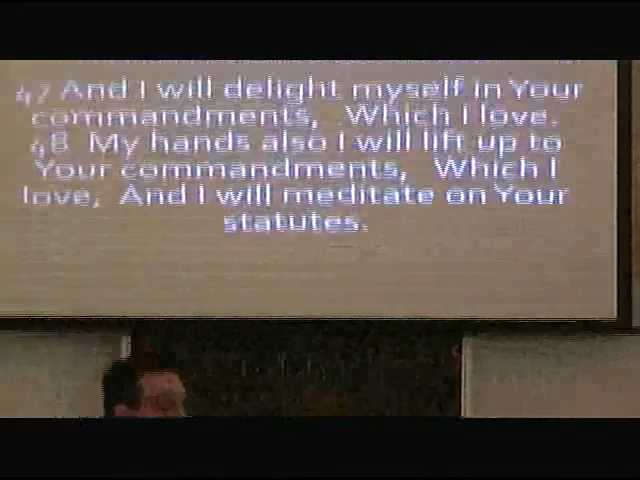 47 And I will delight myself in Your
commandments, Which I love.
48 My hands also I will lift up to
Your commandments, Which I
love, And I will meditate on Your
statutes.